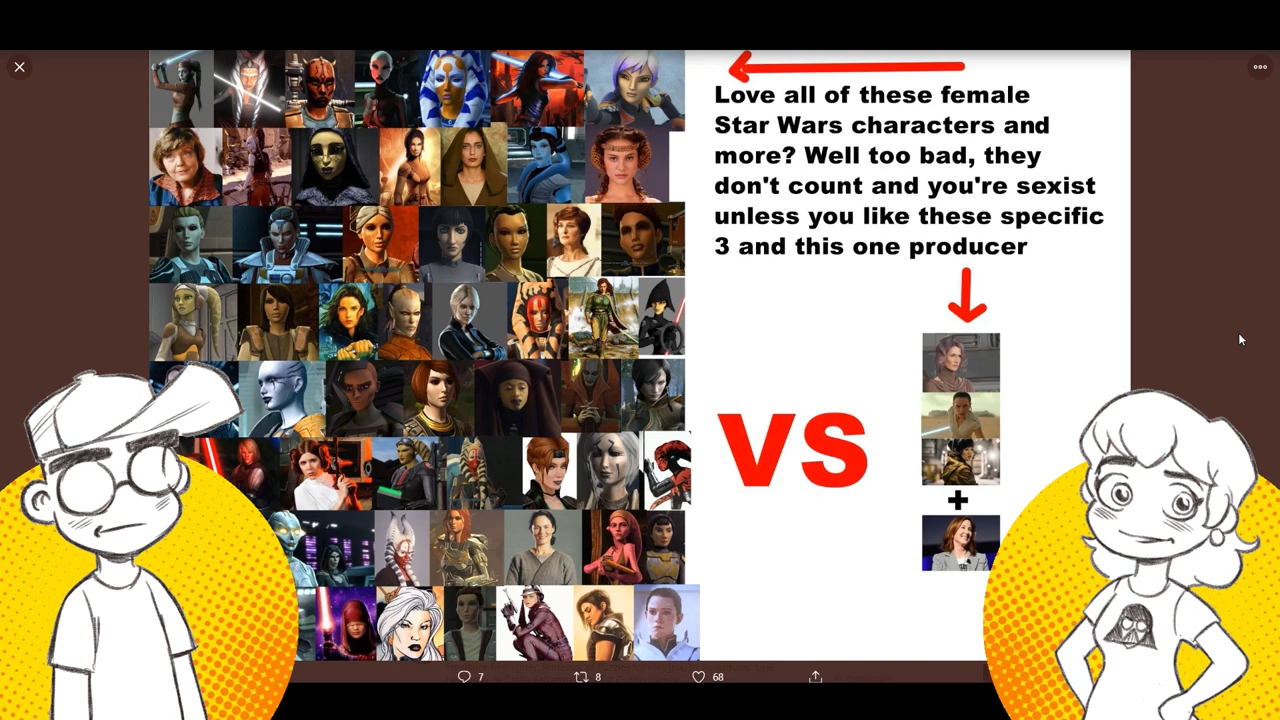 Love all of these female
Star Wars characters and
more? Well too bad, they
don't count and you're sexist
unless you like these specific
3 and this one producer
VS
+
7
8
68